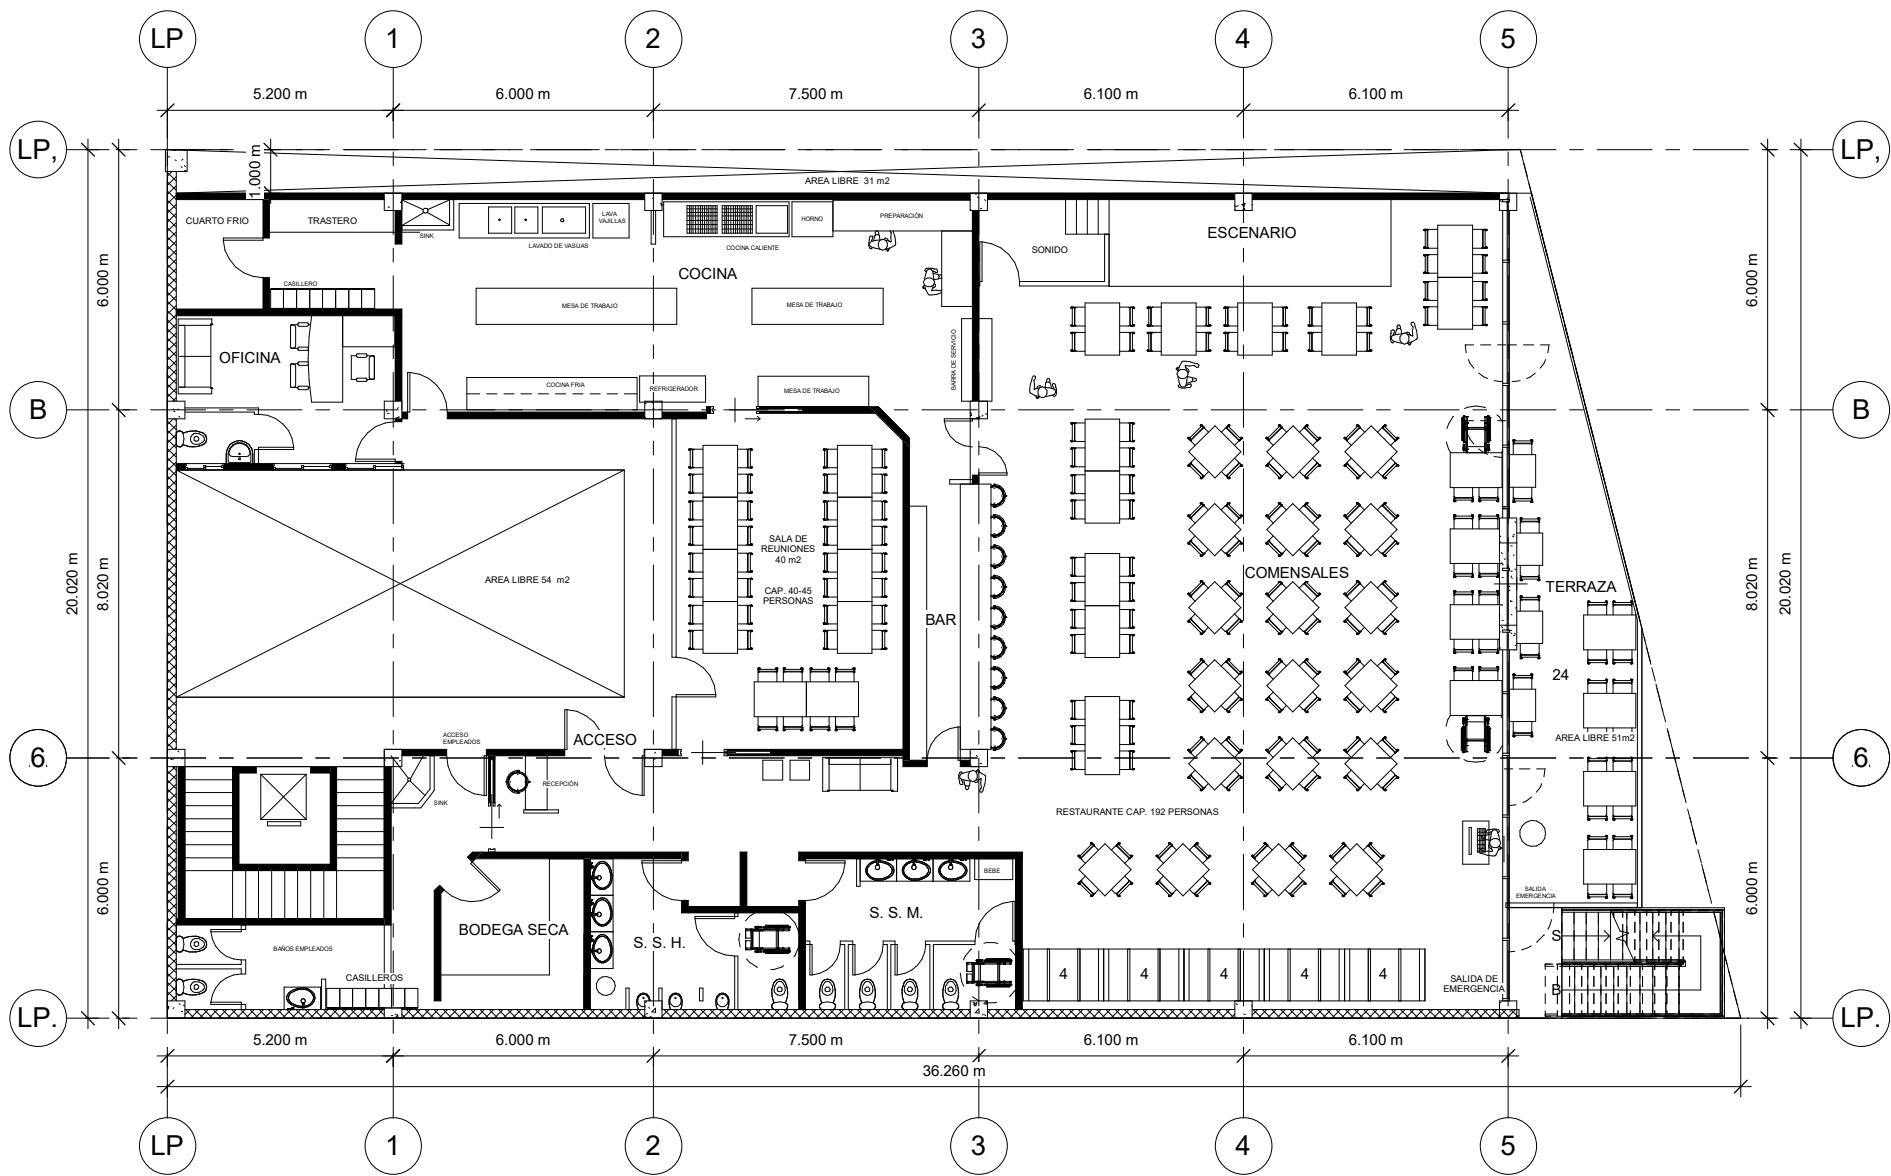 LP 1 2 3 4 5
5.200 m 6.000 m 7.500 m 6.100 m 6.100 m
LP, LP,
1.000 m
AREA LIBRE 31 m2
CUARTO FRIO
TRASTERO
SINK
LAVADO DE VASIJAS
LAVA
VAJILLAS
COCINA CALIENTE
HORNO
PREPARACIÓN
SONIDO
ESCENARIO
COCINA
CASILLERO
MESA DE TRABAJO
MESA DE TRABAJO
6.000 m
6.000 m
OFICINA
BARRA DE SERVICIO
COCINA FRIA
REFRIGERADOR
MESA DE TRABAJO
B B
20.020 m
8.020 m
8.020 m
20.020 m
SALA DE
REUNIONES
40 m2
CAP. 40-45
PERSONAS
AREA LIBRE 54 m2
BAR
COMENSALES
TERRAZA
24
AREA LIBRE 51m2
ACCESO
EMPLEADOS
ACCESO
.6. .6.
RECEPCIÓN
SINK
RESTAURANTE CAP. 192 PERSONAS
6.000 m
6.000 m
BEBE
SALIDA
EMERGENCIA
S. S. M.
BODEGA SECA
S. S. H.
BAÑOS EMPLEADOS
CASILLEROS
4 4 4 4 4
SALIDA DE
EMERGENCIA
S
B
LP. LP.
5.200 m 6.000 m 7.500 m 6.100 m 6.100 m
36.260 m
LP 1 2 3 4 5